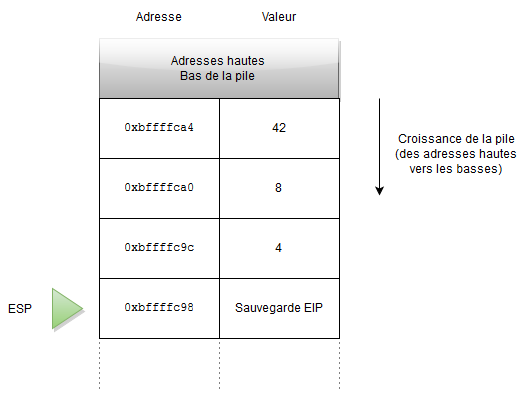 Adresse Valeur
Adresses hautes
Bas de la pile
0xbffffca4 42
Croissance de la pile
(des adresses hautes
vers les basses)
0xbffffca0 8
0xbffffc9c 4
ESP 0xbffffc98 Sauvegarde EIP